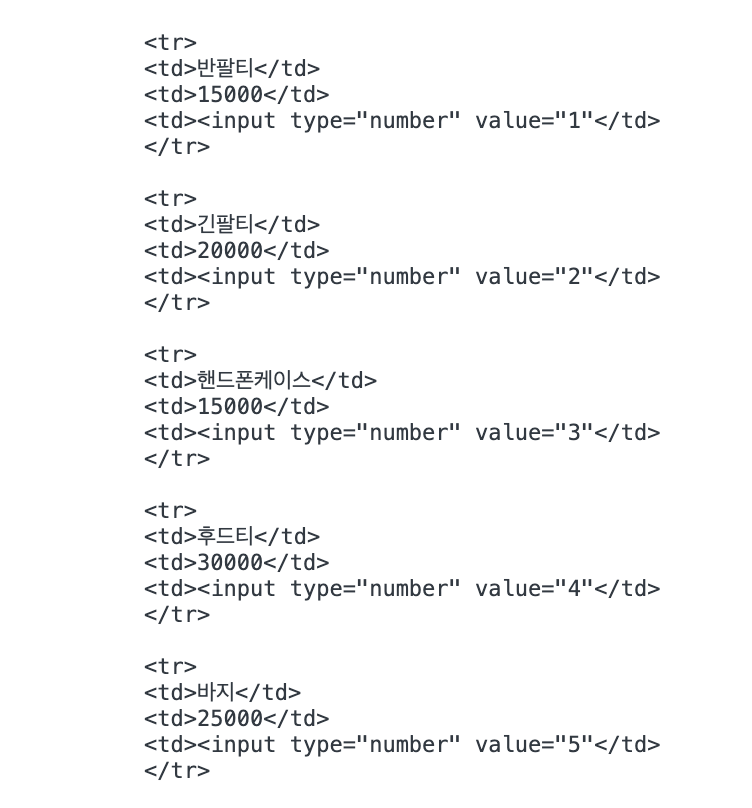 <tr>
<td>반팔티</td>
<td>15000</td>
<td><input type="number" value="1"</td>
</tr>
<tr>
<td>긴팔티</td>
<td>20000</td>
<td><input type="number" value="2"</td>
</tr>
<tr>
<td>핸드폰케이스</td>
<td>15000</td>
<td><input type="number" value="3"</td>
</tr>
<tr>
<td>후드티</td>
<td>30000</td>
<td><input type="number" value="4"</td>
</tr>
<tr>
<td>바지</td>
<td>25000</td>
<td><input type="number" value="5"</td>
</tr>